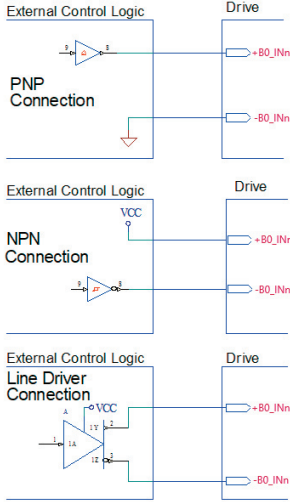 External Control Logic Drive
9 8 +B0_INn
PNP
Connection
-B0_INn
External Control Logic Drive
VCC
NPN +B0_INn
Connection
9 8 -B0_INn
External Control Logic Drive
Line Driver
Connection
A VCC
1Y 2 +B0_INn
1 1A
1Z 3
-B0_INn